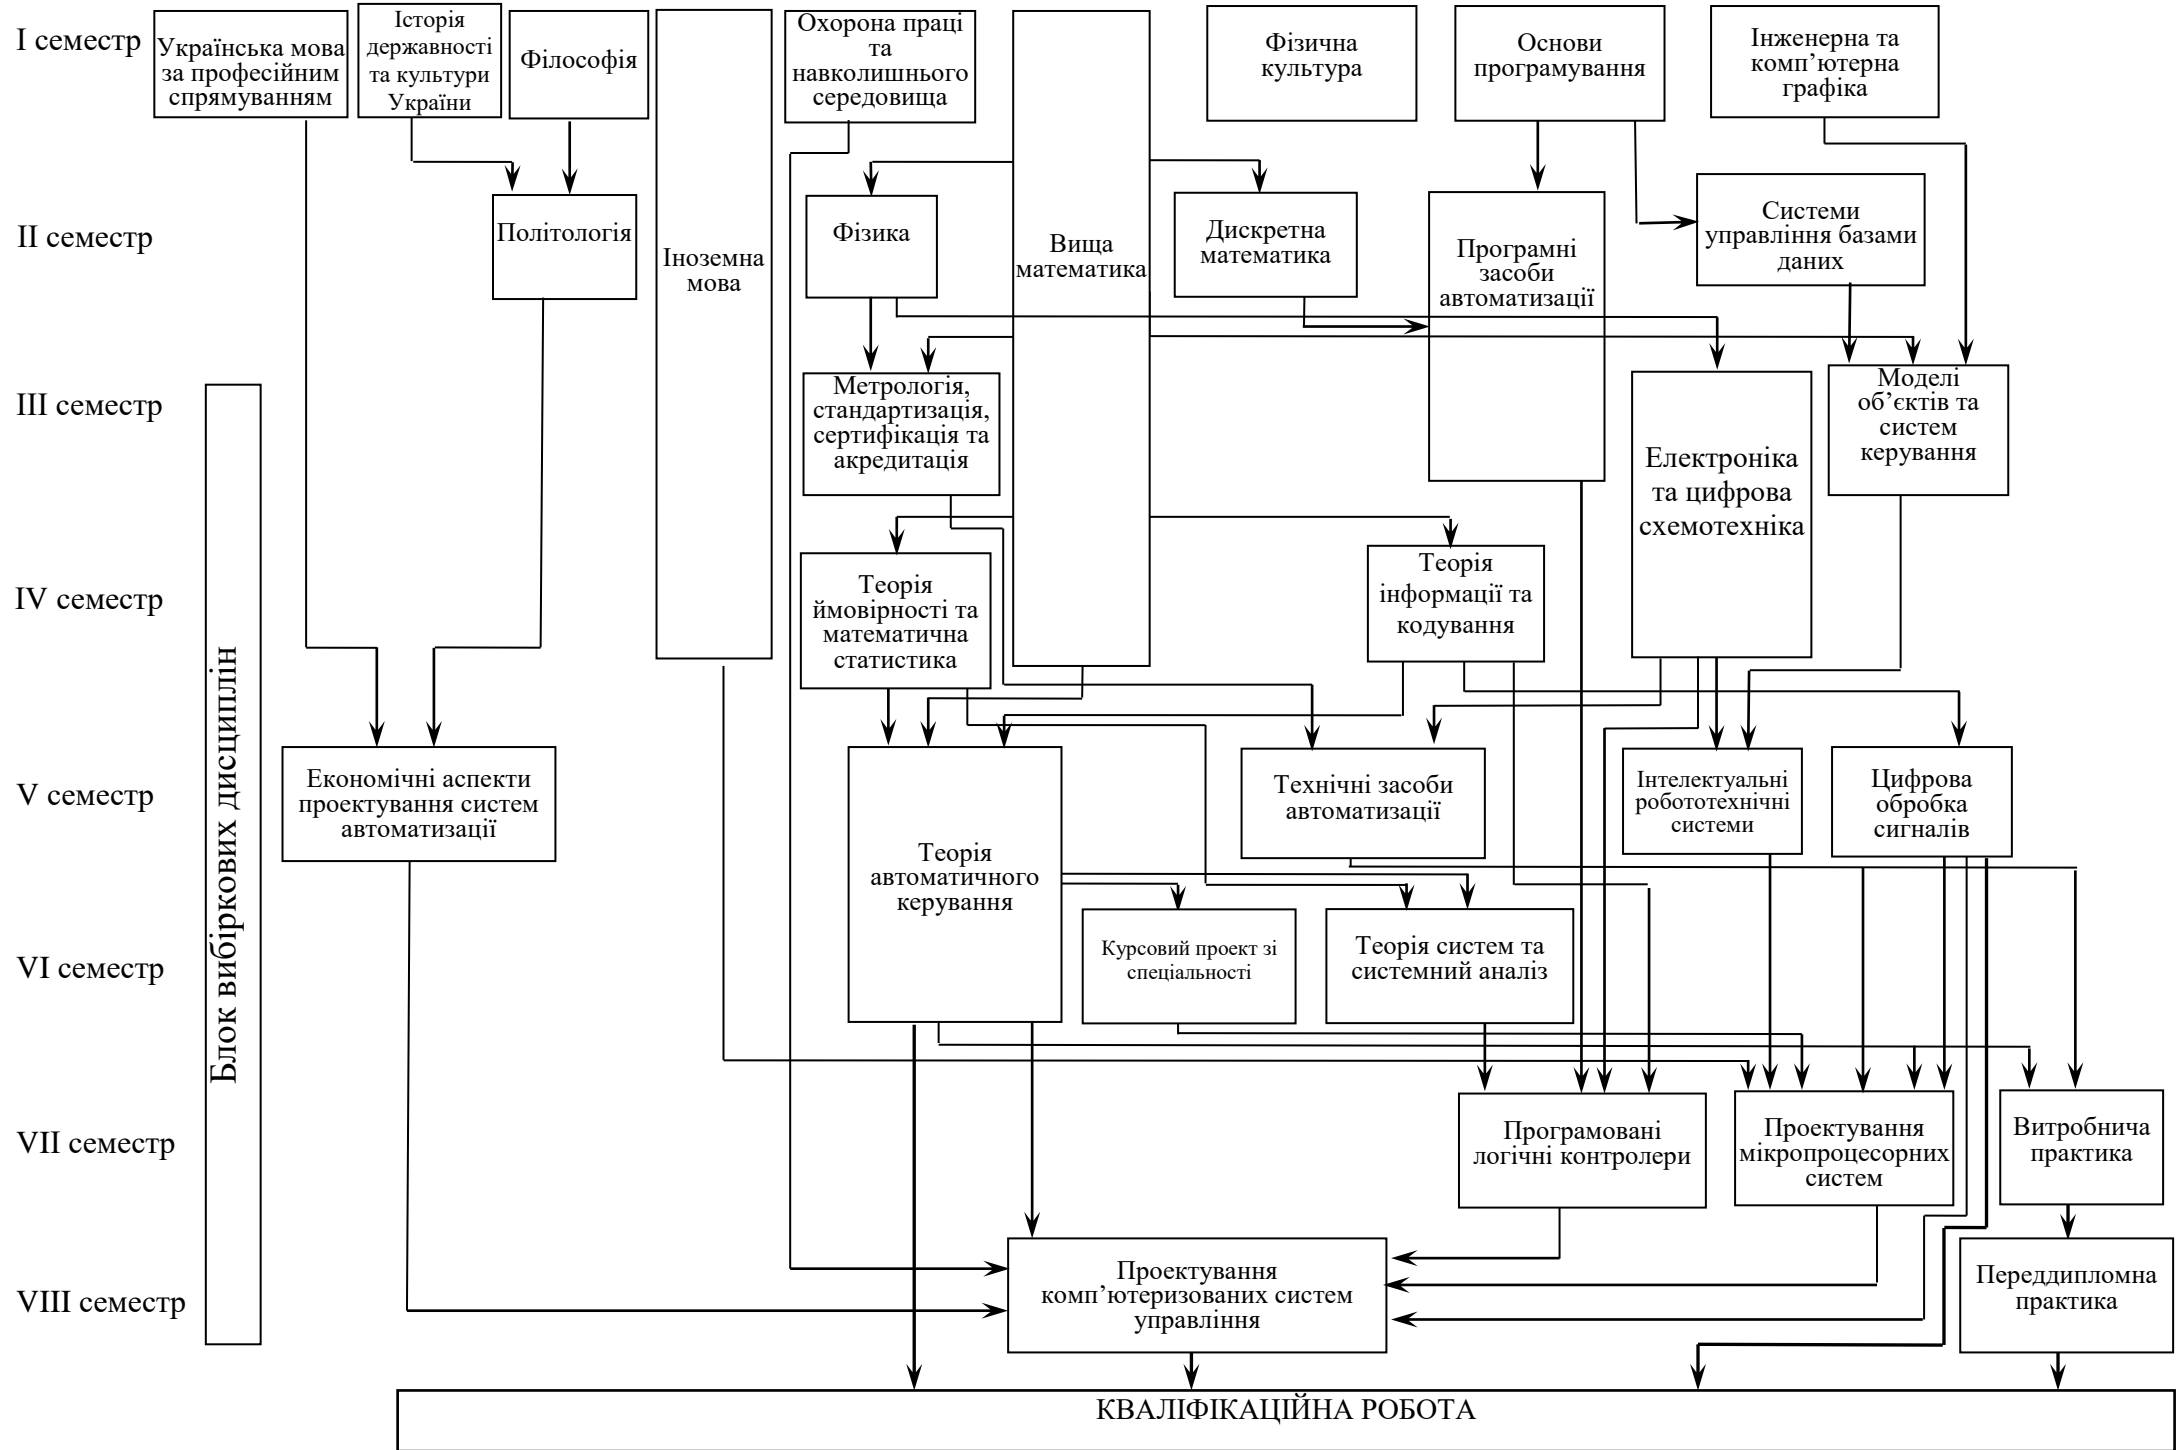 І семестр
Українська мова
за професійним
спрямуванням
Історія
державності
та культури
України
Філософія
Охорона праці
та
навколишнього
середовища
Фізична
культура
Основи
програмування
Інженерна та
комп’ютерна
графіка
ІІ семестр
Політологія
Іноземна
мова
Фізика
Вища
математика
Дискретна
математика
Програмні
засоби
автоматизації
Системи
управління базами
даних
ІІІ семестр
Метрологія,
стандартизація,
сертифікація та
акредитація
Електроніка
та цифрова
схемотехніка
Моделі
об’єктів та
систем
керування
IV семестр
Теорія
ймовірності та
математична
статистика
Теорія
інформації та
кодування
Блок вибіркових дисциплін
V семестр
Економічні аспекти
проектування систем
автоматизації
Теорія
автоматичного
керування
Технічні засоби
автоматизації
Інтелектуальні
робототехнічні
системи
Цифрова
обробка
сигналів
VI семестр
Курсовий проект зі
спеціальності
Теорія систем та
системний аналіз
VII семестр
Програмовані
логічні контролери
Проектування
мікропроцесорних
систем
Витробнича
практика
VIII семестр
Проектування
комп’ютеризованих систем
управління
Переддипломна
практика
КВАЛІФІКАЦІЙНА РОБОТА